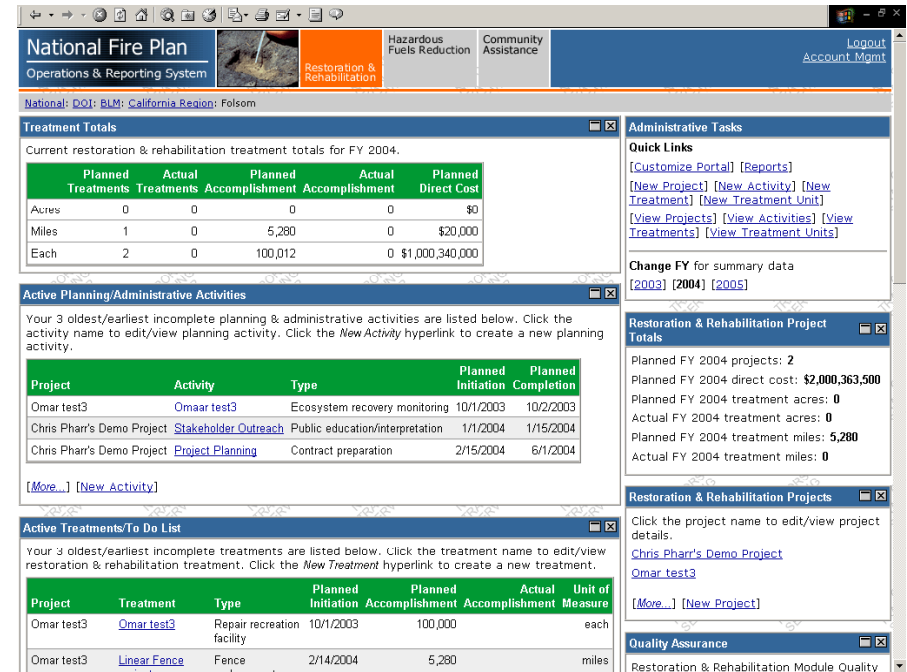 National Fire Plan
Operations & Reporting System
Restoration &
Rehabilitation
Hazardous
Fuels Reduction
Community
Assistance
Logout
Account Mgmt
National: DOI: BLM: California Region: Folsom
Treatment Totals
Current restoration & rehabilitation treatment totals for FY 2004.
Planned Actual Planned Actual Planned
Treatments Treatments Accomplishment Accomplishment Direct Cost
Acres 0 0 0 0 $0
Miles 1 0 5,280 0 $20,000
Each 2 0 100,012 0 $1,000,340,000
Active Planning/Administrative Activities
Your 3 oldest/earliest incomplete planning & administrative activities are listed below. Click the
activity name to edit/view planning activity. Click the New Activity hyperlink to create a new planning
activity.
Planned Planned
Project Activity Type Initiation Completion
Omar test3 Omaar test3 Ecosystem recovery monitoring 10/1/2003 10/2/2003
Chris Pharr's Demo Project Stakeholder Outreach Public education/interpretation 1/1/2004 1/15/2004
Chris Pharr's Demo Project Project Planning Contract preparation 2/15/2004 6/1/2004
[More...] [New Activity]
Active Treatments/To Do List
Your 3 oldest/earliest incomplete treatments are listed below. Click the treatment name to edit/view
restoration & rehabilitation treatment. Click the New Treatment hyperlink to create a new treatment.
Planned Planned Actual Unit of
Project Treatment Type Initiation Accomplishment Accomplishment Measure
Omar test3 Omar test3 Repair recreation 10/1/2003 100,000 each
facility
Omar test3 Linear Fence Fence 2/14/2004 5,280 miles
Administrative Tasks
Quick Links
[Customize Portal] [Reports]
[New Project] [New Activity] [New
Treatment] [New Treatment Unit]
[View Projects] [View Activities] [View
Treatments] [View Treatment Units]
Change FY for summary data
[2003] [2004] [2005]
Restoration & Rehabilitation Project
Totals
Planned FY 2004 projects: 2
Planned FY 2004 direct cost: $2,000,363,500
Planned FY 2004 treatment acres: 0
Actual FY 2004 treatment acres: 0
Planned FY 2004 treatment miles: 5,280
Actual FY 2004 treatment miles: 0
Restoration & Rehabilitation Projects
Click the project name to edit/view project
details.
Chris Pharr's Demo Project
Omar test3
[More...] [New Project]
Quality Assurance
Restoration & Rehabilitation Module Quality